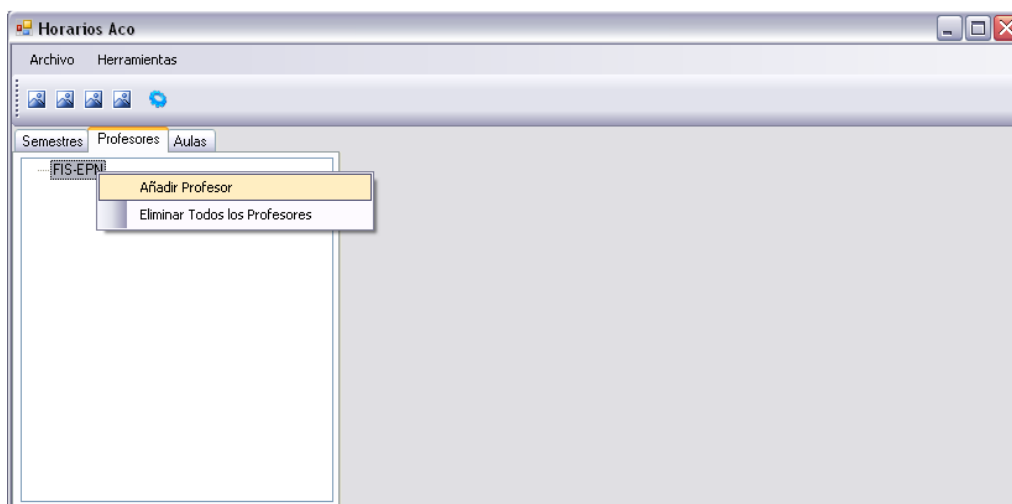 Horarios Aco
Archivo Herramientas
Semestres Profesores Aulas
FIS-EPN
Añadir Profesor
Eliminar Todos los Profesores